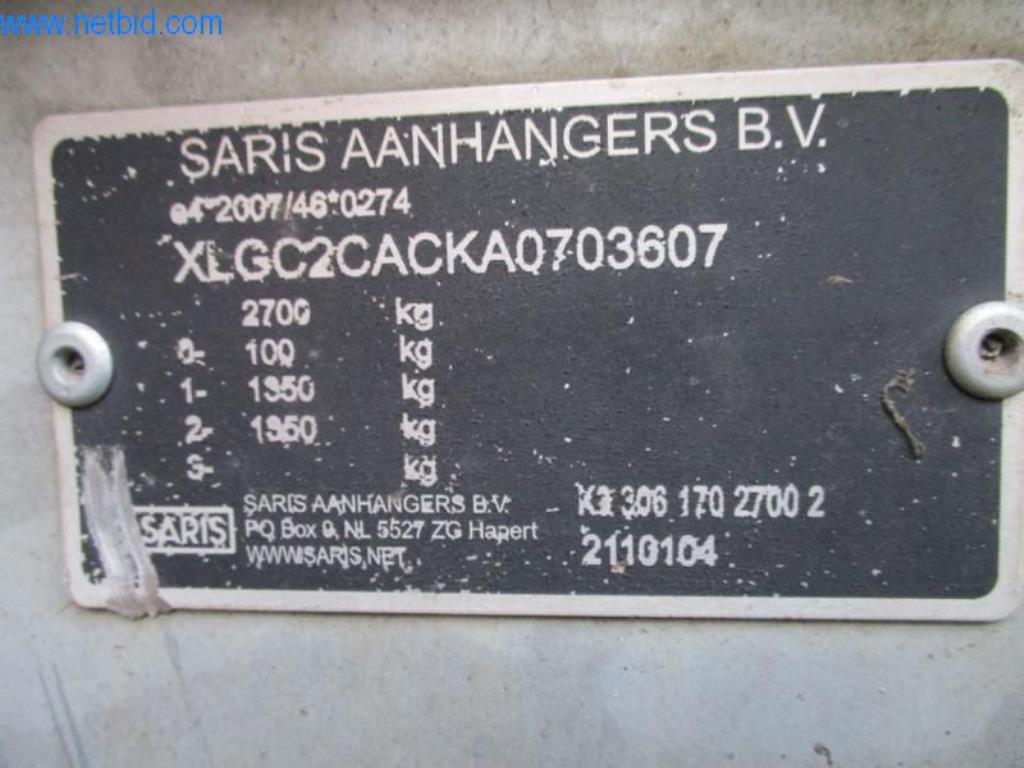 www.netbid.com
SARIS AANHANGERS B.V.
e4*2007/46*0274
XLGC2CACKA0703607
2700 kg
0- 100 kg
1- 1350 kg
2- 1350 kg
3- kg
SARIS
SARIS AANHANGERS B.V.
PO Box 9, NL 5527 ZG Hapert
WWW.SARIS.NET
306 170 2700 2
2110104